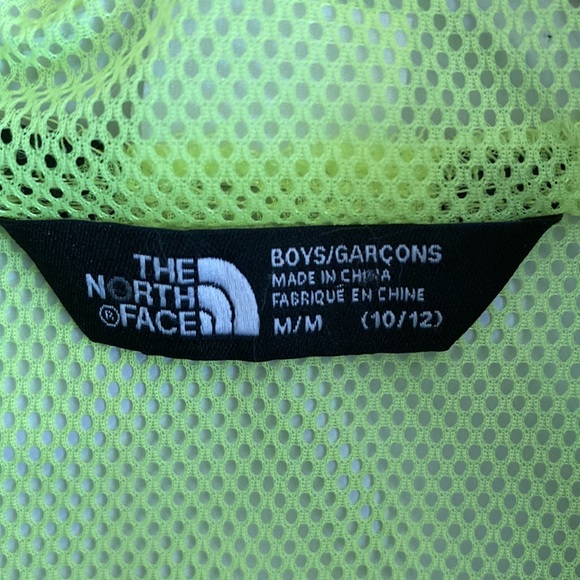 THE
NORTH
® FACE
BOYS/GARÇONS
MADE IN CHINA
FABRIQUÉ EN CHINE
M/M (10/12)